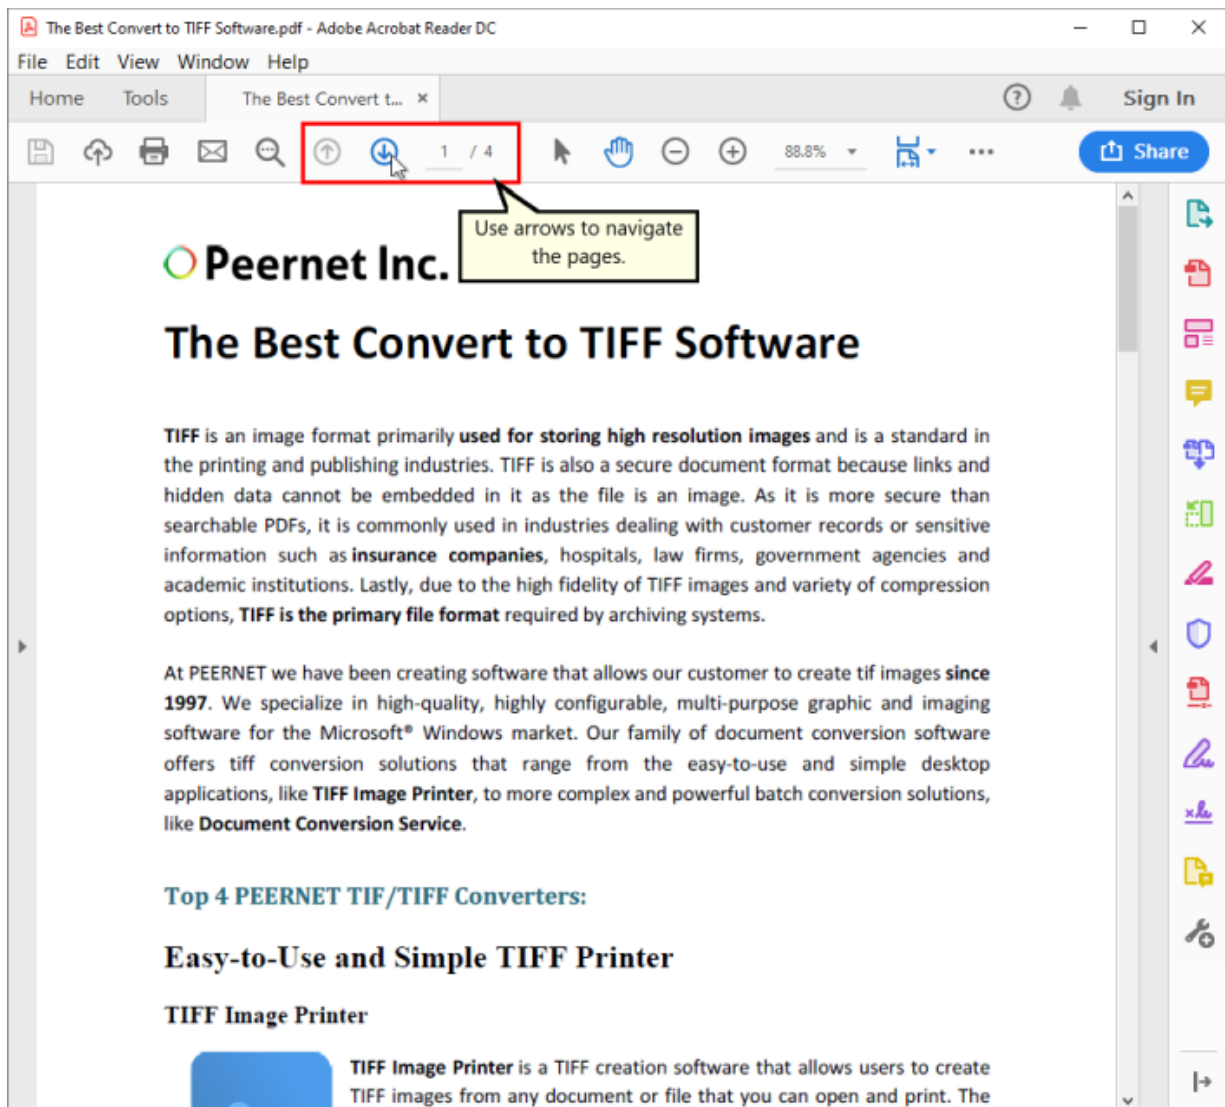 The Best Convert to TIFF Software.pdf - Adobe Acrobat Reader DC
File Edit View Window Help
Home Tools The Best Convert t... × Sign In
1 / 4 88.8% Share
Use arrows to navigate
the pages.
Peernet Inc.
The Best Convert to TIFF Software
TIFF is an image format primarily used for storing high resolution images and is a standard in
the printing and publishing industries. TIFF is also a secure document format because links and
hidden data cannot be embedded in it as the file is an image. As it is more secure than
searchable PDFs, it is commonly used in industries dealing with customer records or sensitive
information such as insurance companies, hospitals, law firms, government agencies and
academic institutions. Lastly, due to the high fidelity of TIFF images and variety of compression
options, TIFF is the primary file format required by archiving systems.
At PEERNET we have been creating software that allows our customer to create tif images since
1997. We specialize in high-quality, highly configurable, multi-purpose graphic and imaging
software for the Microsoft® Windows market. Our family of document conversion software
offers tiff conversion solutions that range from the easy-to-use and simple desktop
applications, like TIFF Image Printer, to more complex and powerful batch conversion solutions,
like Document Conversion Service.
Top 4 PEERNET TIF/TIFF Converters:
Easy-to-Use and Simple TIFF Printer
TIFF Image Printer
TIFF Image Printer is a TIFF creation software that allows users to create
TIFF images from any document or file that you can open and print. The